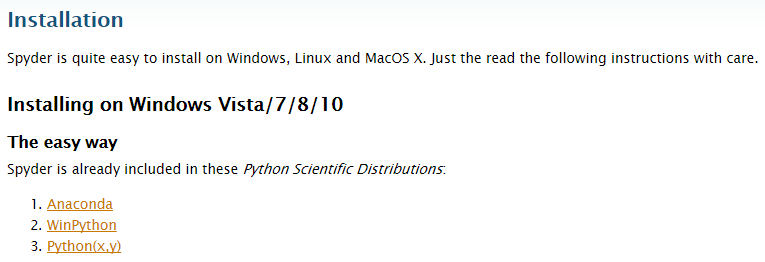 Installation
Spyder is quite easy to install on Windows, Linux and MacOS X. Just the read the following instructions with care.
Installing on Windows Vista/7/8/10
The easy way
Spyder is already included in these Python Scientific Distributions:
1. Anaconda
2. WinPython
3. Python(x,y)